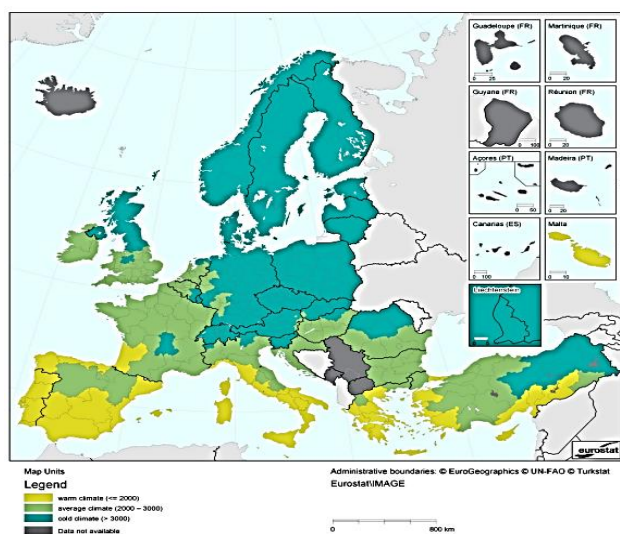 Guadeloupe (FR)
Martinique (FR)
0 25
0 20
Guyane (FR)
Réunion (FR)
0 100
0 20
Açores (PT)
Madeira (PT)
0 50
0 20
Canarias (ES)
Malta
0 100
0 10
Liechtenstein
eurostat
Map Units
Legend
warm climate (<= 2000)
average climate (2000 – 3000)
cold climate (> 3000)
Data not available
Administrative boundaries: © EuroGeographics © UN-FAO © Turkstat
Eurostat\IMAGE
0 800 km